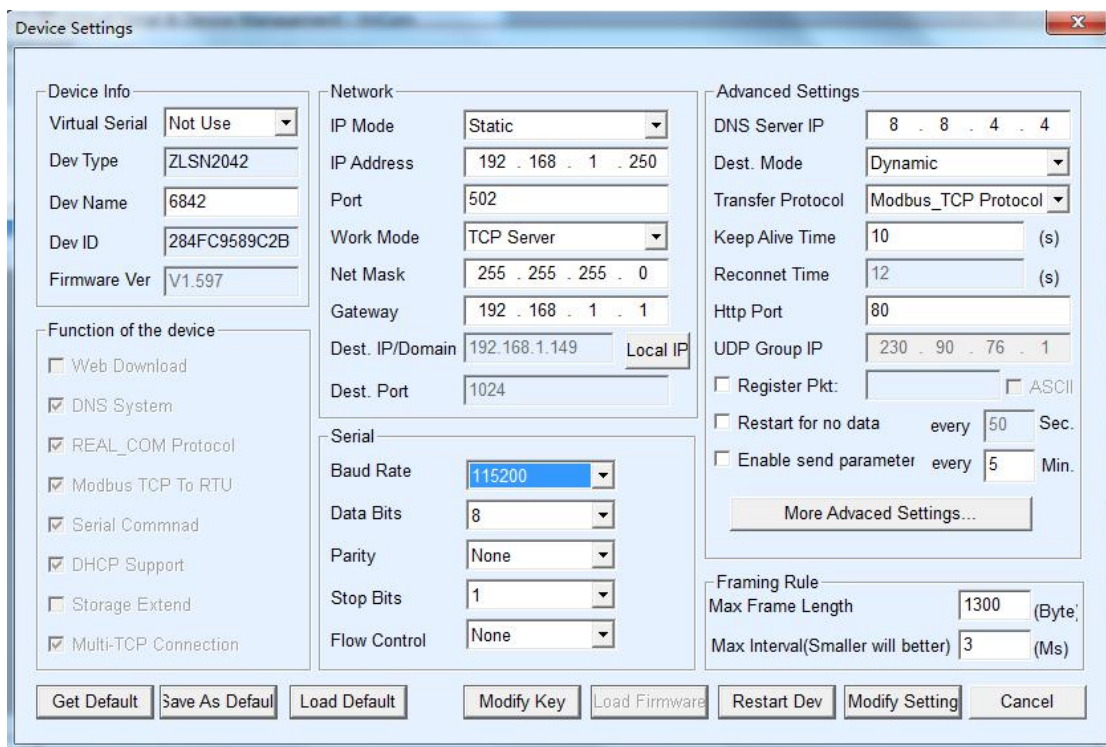 Device Settings
Device Info
Virtual Serial Not Use
Dev Type ZLSN2042
Dev Name 6842
Dev ID 284FC9589C2B
Firmware Ver V1.597
Function of the device
Web Download
DNS System
REAL_COM Protocol
Modbus TCP To RTU
Serial Commnad
DHCP Support
Storage Extend
Multi-TCP Connection
Network
IP Mode Static
IP Address 192 . 168 . 1 . 250
Port 502
Work Mode TCP Server
Net Mask 255 . 255 . 255 . 0
Gateway 192 . 168 . 1 . 1
Dest. IP/Domain 192.168.1.149 Local IP
Dest. Port 1024
Serial
Baud Rate 115200
Data Bits 8
Parity None
Stop Bits 1
Flow Control None
Advanced Settings
DNS Server IP 8 . 8 . 4 . 4
Dest. Mode Dynamic
Transfer Protocol Modbus_TCP Protocol
Keep Alive Time 10 (s)
Reconnet Time 12 (s)
Http Port 80
UDP Group IP 230 . 90 . 76 . 1
Register Pkt: ASCII
Restart for no data every 50 Sec.
Enable send parameter every 5 Min.
More Advaced Settings...
Framing Rule
Max Frame Length 1300 (Byte)
Max Interval(Smaller will better) 3 (Ms)
Get Default Save As Defaul Load Default Modify Key Load Firmware Restart Dev Modify Setting Cancel